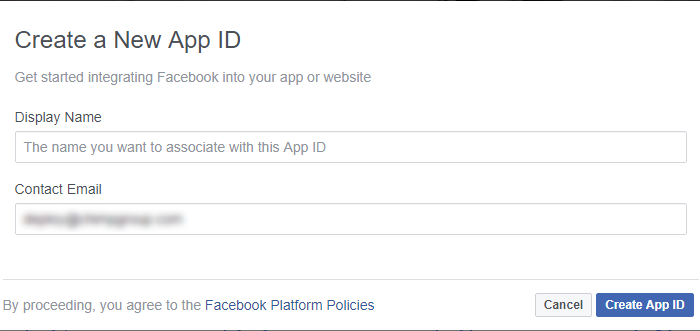 Create a New App ID
Get started integrating Facebook into your app or website
Display Name
The name you want to associate with this App ID
Contact Email
By proceeding, you agree to the Facebook Platform Policies
Cancel
Create App ID